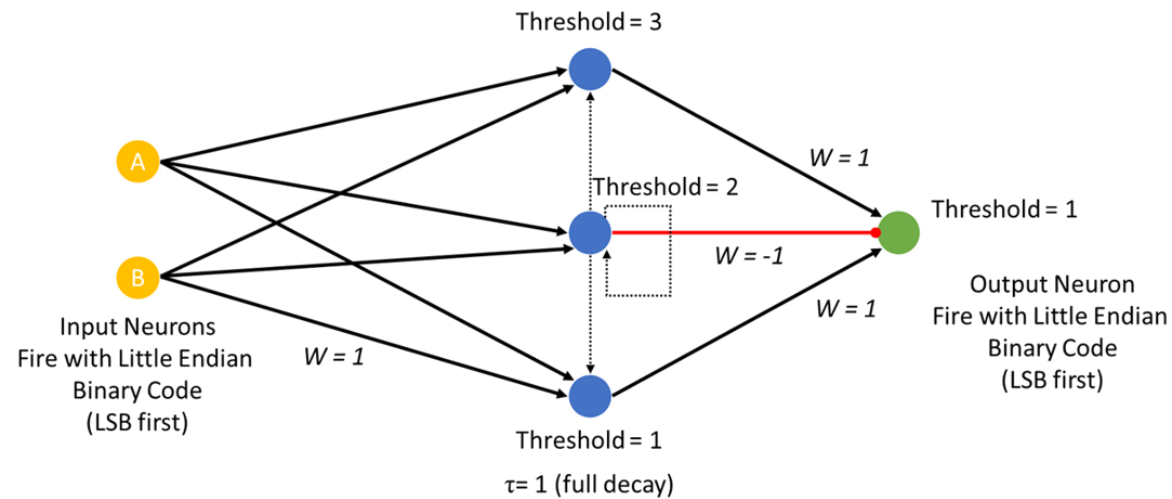 Threshold = 3
A
W = 1
Threshold = 2
Threshold = 1
W = -1
B
Input Neurons
Fire with Little Endian
Binary Code
(LSB first)
W = 1
W = 1
Output Neuron
Fire with Little Endian
Binary Code
(LSB first)
Threshold = 1
τ= 1 (full decay)